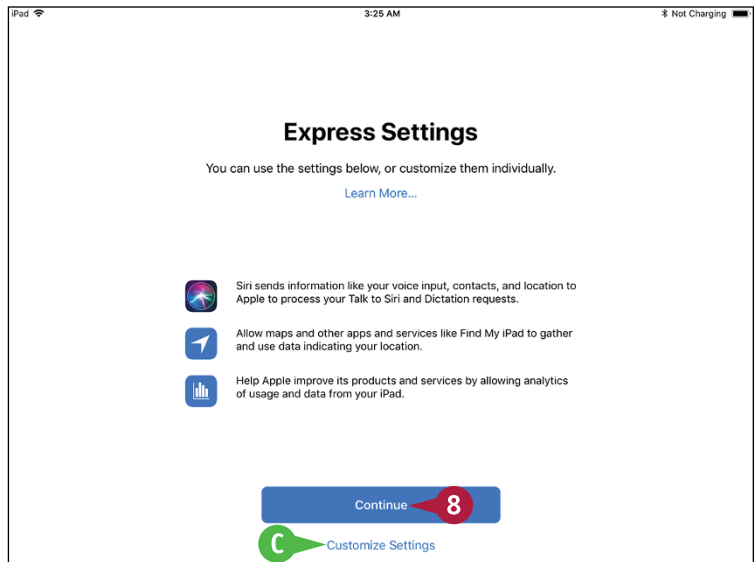 iPad 3:25 AM Not Charging
Express Settings
You can use the settings below, or customize them individually.
Learn More...
Siri sends information like your voice input, contacts, and location to
Apple to process your Talk to Siri and Dictation requests.
Allow maps and other apps and services like Find My iPad to gather
and use data indicating your location.
Help Apple improve its products and services by allowing analytics
of usage and data from your iPad.
Continue 8
C Customize Settings